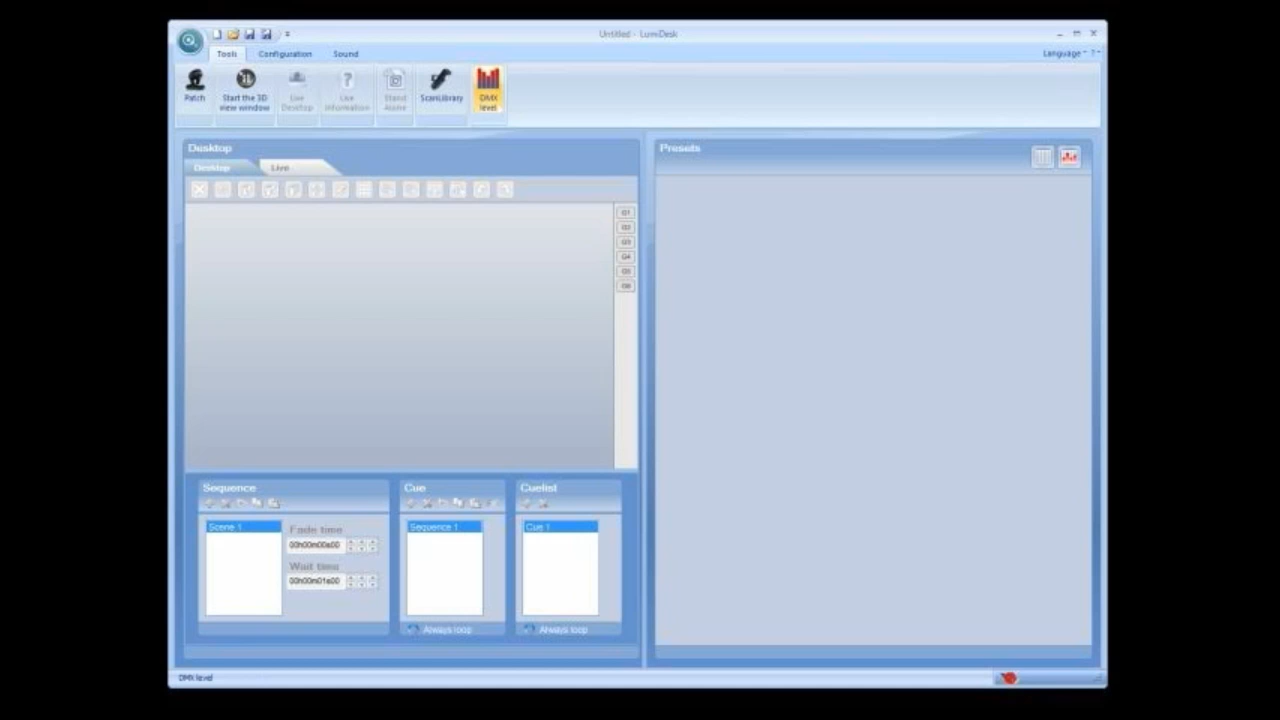 Untitled - LumiDesk
Tools Configuration Sound
Language
Patch
Start the 3D
view window
Live
Desktop
Live
Information
Stand
Alone
ScanLibrary
DMX
level
Desktop
Desktop Live
Presets
Sequence
Cue
Cuelist
Scene 1
Fade time
00h00m00s00
Wait time
00h00m01s00
Sequence 1
Cue 1
Always loop
Always loop
DMX level